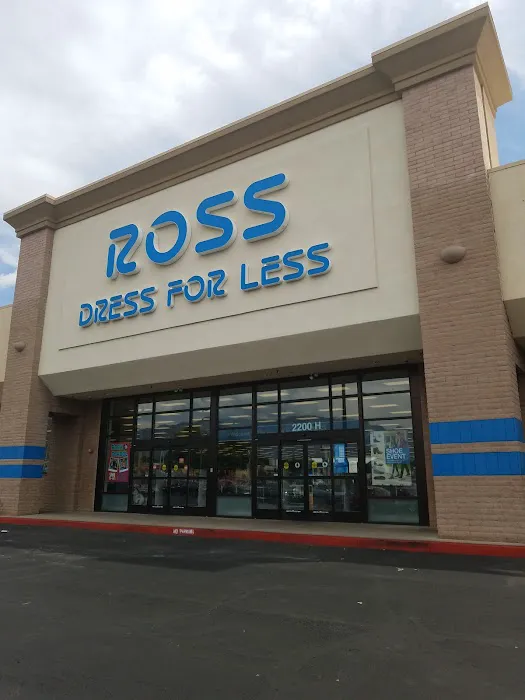 ROSS
DRESS FOR LESS
2200 H
SHOE
EVENT
NO PARKING